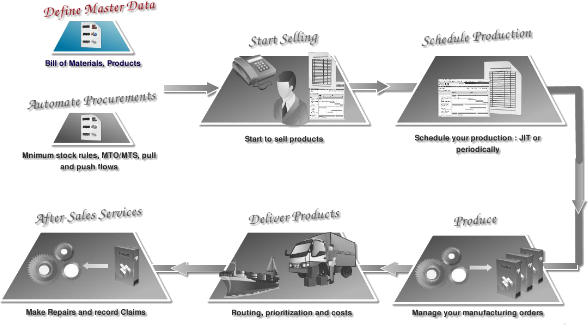 Define Master Data
Bill of Materials, Products
Automate Procurements
Mnimum stock rules, MTO/MTS, pull
and push flows
Start Selling
Start to sell products
Schedule Production
Schedule your production : JIT or
periodically
After Sales Services
Make Repairs and record Claims
Deliver Products
Routing, prioritization and costs
Produce
Manage your manufacturing orders